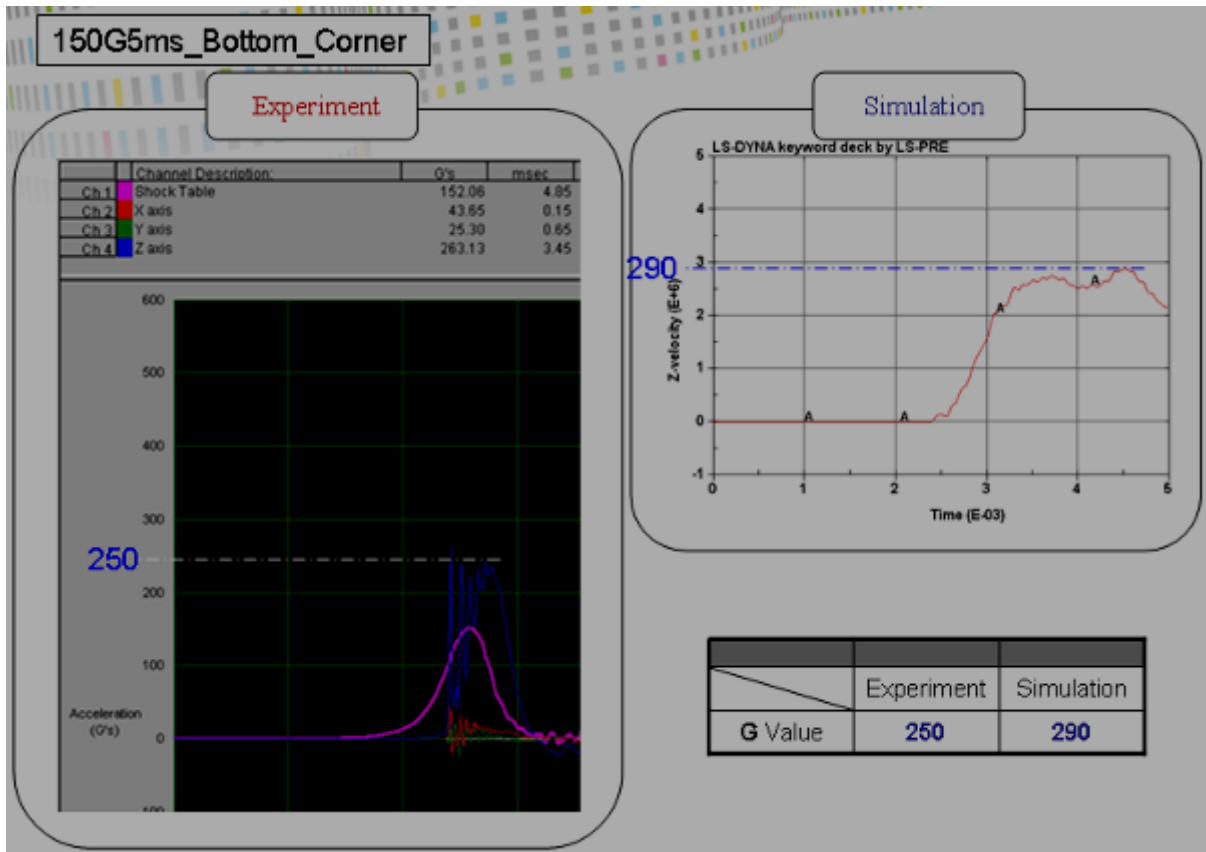 150G5ms_Bottom_Corner
Experiment
Channel Description: G's msec
Ch 1 Shock Table 152.06 4.85
Ch 2 X axis 43.65 0.15
Ch 3 Y axis 25.30 0.65
Ch 4 Z axis 263.13 3.45
600
500
400
300
250
200
100
Acceleration
(G's)
0
100
Simulation
LS-DYNA keyword deck by LS-PRE
5
4
290
3
2
1
0
-1
Z-velocity (E+6)
A A A A
0 1 2 3 4 5
Time (E-03)
Experiment Simulation
G Value 250 290